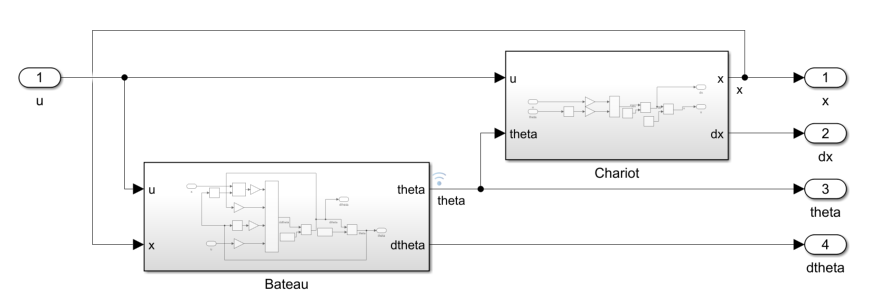 1
u
u
theta
x
dx
Chariot
x
1
x
2
dx
3
theta
4
dtheta
u
x
theta
dtheta
theta
Bateau